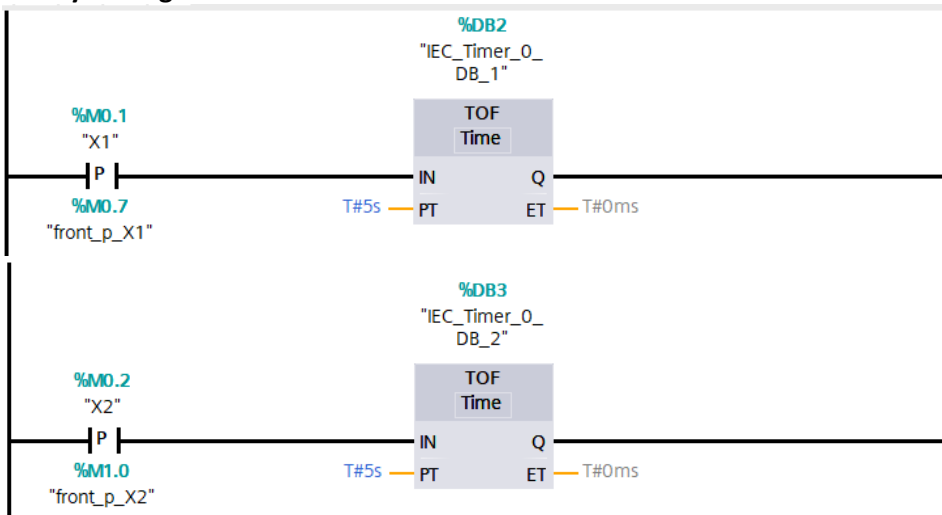 %DB2
"IEC_Timer_0_
DB_1"
%M0.1
"X1"
P
%M0.7
"front_p_X1"
TOF
Time
IN Q
T#5s PT ET T#0ms
%DB3
"IEC_Timer_0_
DB_2"
%M0.2
"X2"
P
%M1.0
"front_p_X2"
TOF
Time
IN Q
T#5s PT ET T#0ms